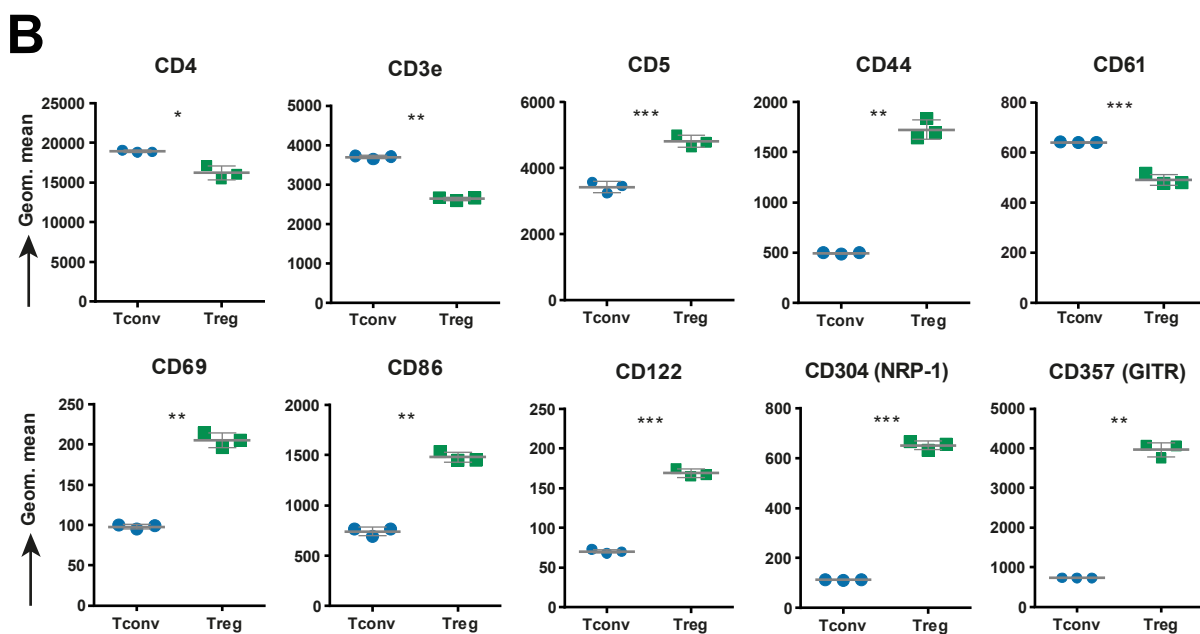 B
CD4
CD3e
CD5
CD44
CD61
Geom. mean
25000
20000
15000
10000
5000
0
*
Tconv
Treg
5000
4000
3000
2000
1000
0
**
Tconv
Treg
6000
4000
2000
0
***
Tconv
Treg
2000
1500
1000
500
0
**
Tconv
Treg
800
600
400
200
0
***
Tconv
Treg
CD69
CD86
CD122
CD304 (NRP-1)
CD357 (GITR)
Geom. mean
250
200
150
100
50
0
**
Tconv
Treg
2000
1500
1000
500
0
**
Tconv
Treg
250
200
150
100
50
0
***
Tconv
Treg
800
600
400
200
0
***
Tconv
Treg
5000
4000
3000
2000
1000
0
**
Tconv
Treg